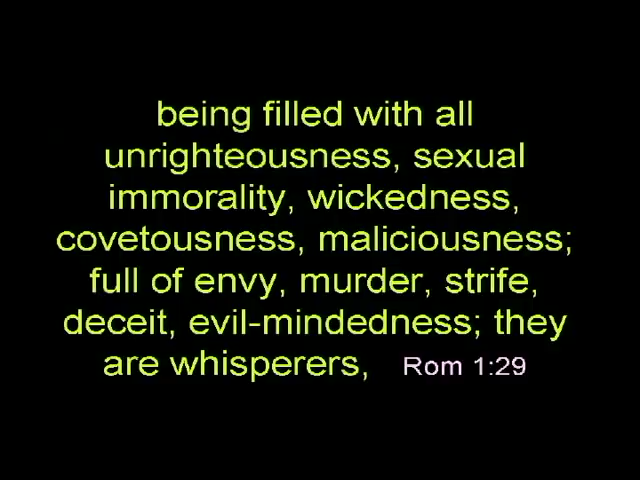 being filled with all
unrighteousness, sexual
immorality, wickedness,
covetousness, maliciousness;
full of envy, murder, strife,
deceit, evil-mindedness; they
are whisperers, Rom 1:29